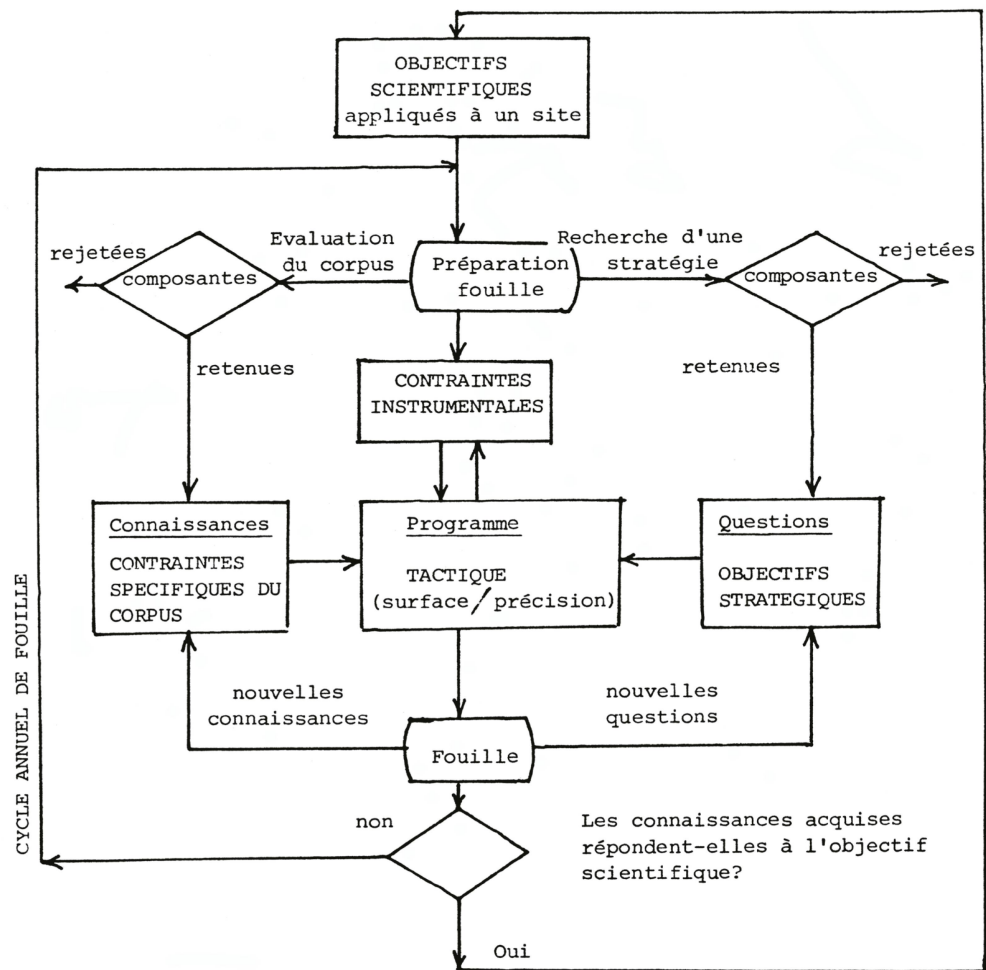 OBJECTIFS
SCIENTIFIQUES
appliqués à un site
rejetées
composantes
Evaluation
du corpus
Préparation
fouille
Recherche d'une
stratégie
composantes
rejetées
retenues
CONTRAINTES
INSTRUMENTALES
retenues
Connaissances
CONTRAINTES
SPECIFIQUES DU
CORPUS
Programme
TACTIQUE
(surface/précision)
Questions
OBJECTIFS
STRATEGIQUES
nouvelles
connaissances
Fouille
nouvelles
questions
CYCLE ANNUEL DE FOUILLE
non
Les connaissances acquises
répondent-elles à l'objectif
scientifique?
Oui